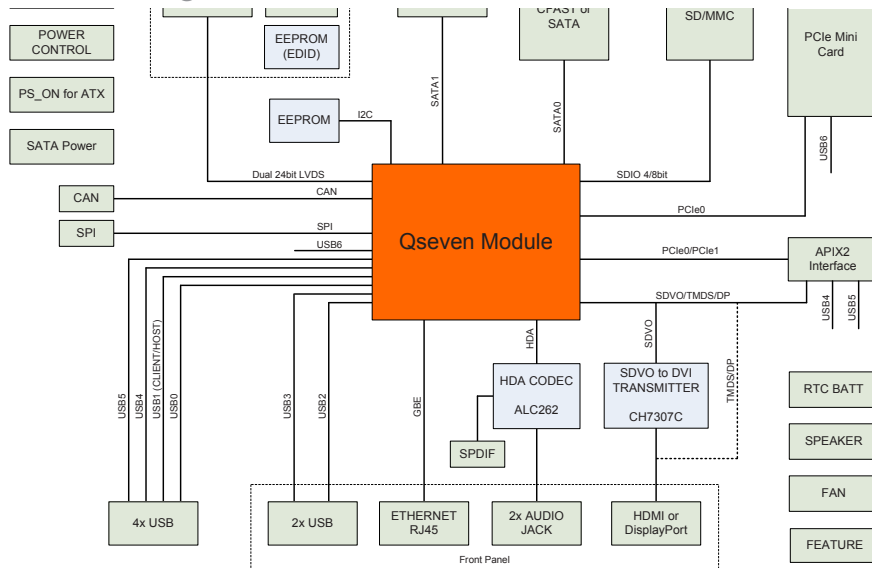 POWER
CONTROL
PS_ON for ATX
SATA Power
EEPROM
(EDID)
EEPROM
I2C
SATA1
CFAST or
SATA
SATA0
SD/MMC
PCIe Mini
Card
USB6
Dual 24bit LVDS
SDIO 4/8bit
CAN
CAN
SPI
SPI
USB6
Qseven Module
PCIe0
PCIe0/PCIe1
APIX2
Interface
SDVO/TMDS/DP
USB4
USB5
USB5
USB4
USB1 (CLIENT/HOST)
USB0
USB3
USB2
GBE
HDA
SDVO
TMDS/DP
HDA CODEC
ALC262
SPDIF
SDVO to DVI
TRANSMITTER
CH7307C
RTC BATT
SPEAKER
FAN
FEATURE
4x USB
2x USB
ETHERNET
RJ45
2x AUDIO
JACK
HDMI or
DisplayPort
Front Panel